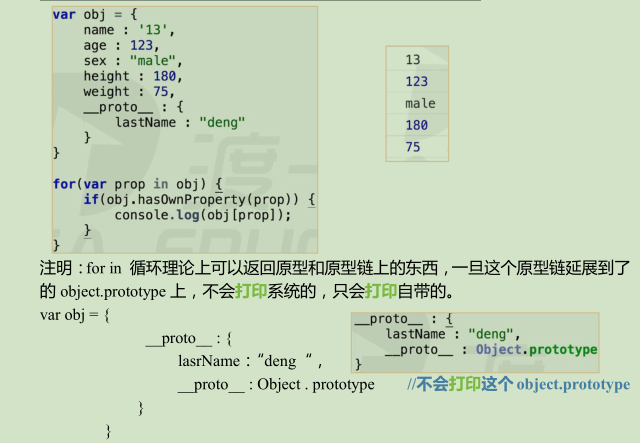 var obj = {
name : '13',
age : 123,
sex : "male",
height : 180,
weight : 75,
__proto__ : {
lastName : "deng"
}
}
for(var prop in obj) {
if(obj.hasOwnProperty(prop)) {
console.log(obj[prop]);
}
}
13
123
male
180
75
注明：for in 循环理论上可以返回原型和原型链上的东西，一旦这个原型链延展到了
的 object.prototype 上，不会打印系统的，只会打印自带的。
var obj = {
__proto__ : {
lasrName：“deng “，
__proto__ : Object . prototype
}
}
__proto__ : {
lastName : "deng",
__proto__ : Object.prototype
}
//不会打印这个 object.prototype